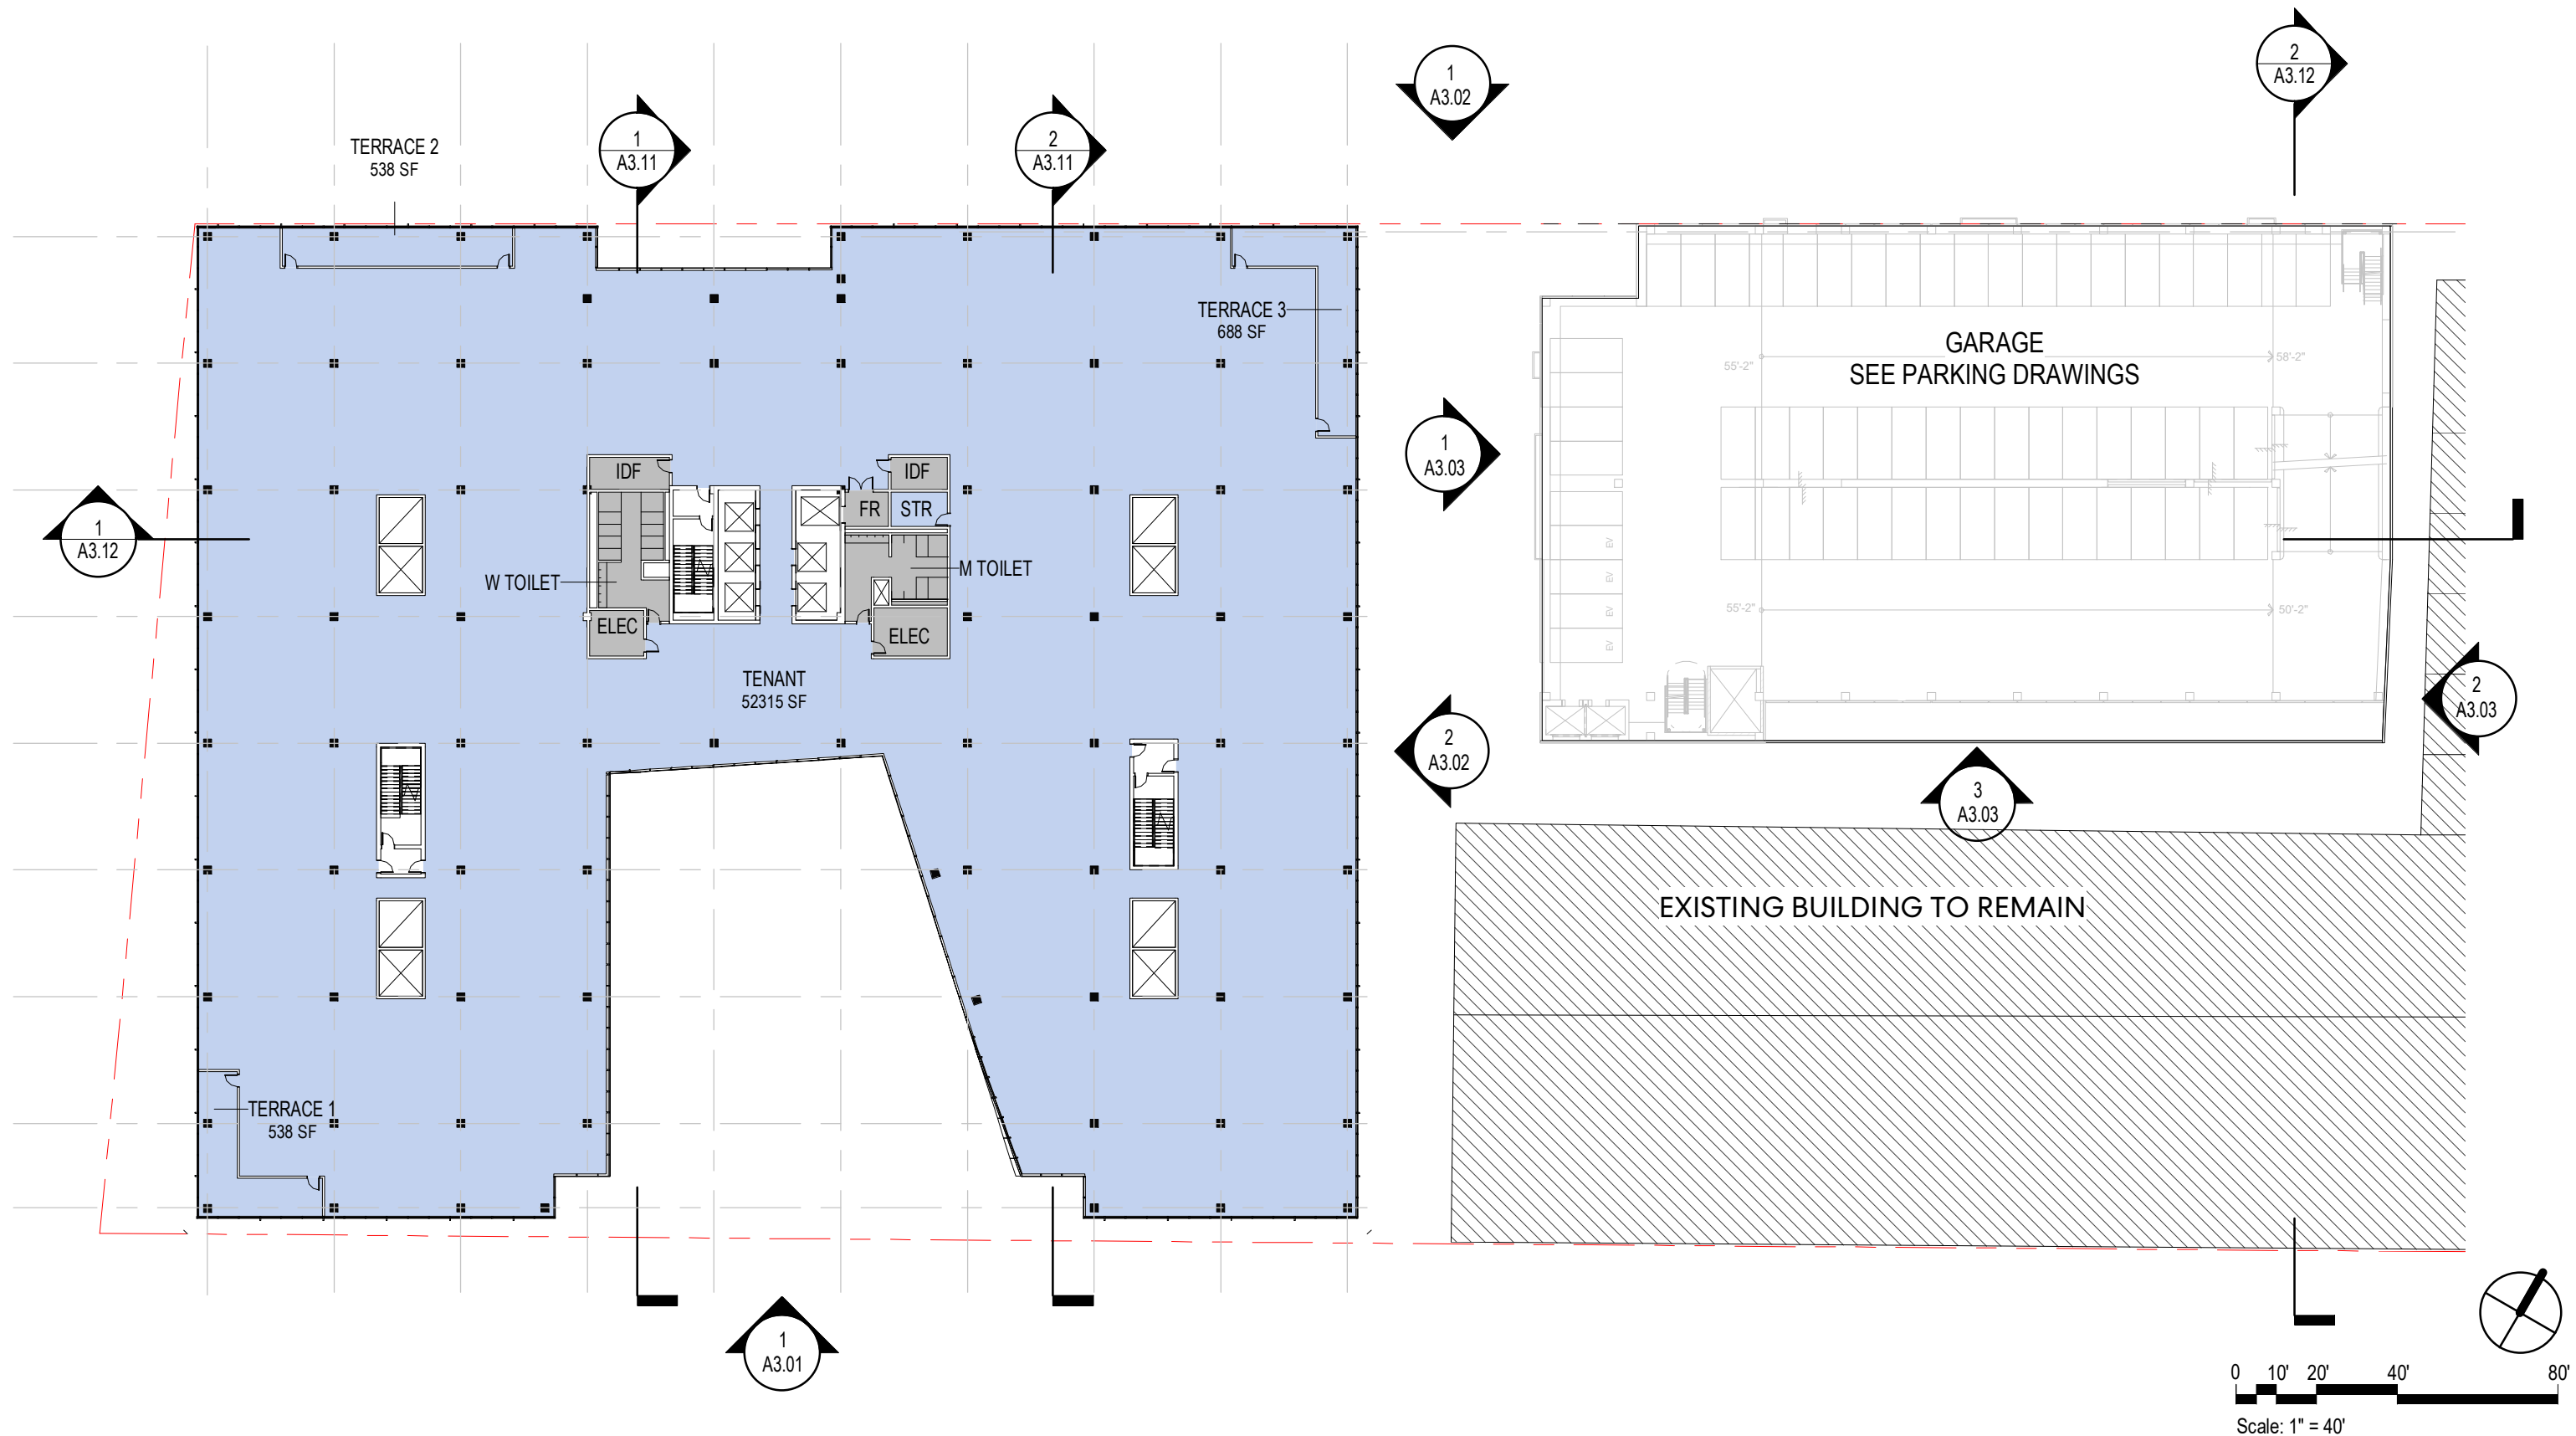 2
A3.12
1
A3.02
1
A3.11
2
A3.11
TERRACE 2
538 SF
TERRACE 3
688 SF
GARAGE
SEE PARKING DRAWINGS
55'-2"
58'-2"
1
A3.03
IDF
IDF
FR
STR
1
A3.12
EV
W TOILET
M TOILET
EV
EV
55'-2"
50'-2"
ELEC
ELEC
EV
TENANT
52315 SF
2
A3.03
2
A3.02
3
A3.03
EXISTING BUILDING TO REMAIN
TERRACE 1
538 SF
1
A3.01
0 10' 20' 40' 80'
Scale: 1" = 40'